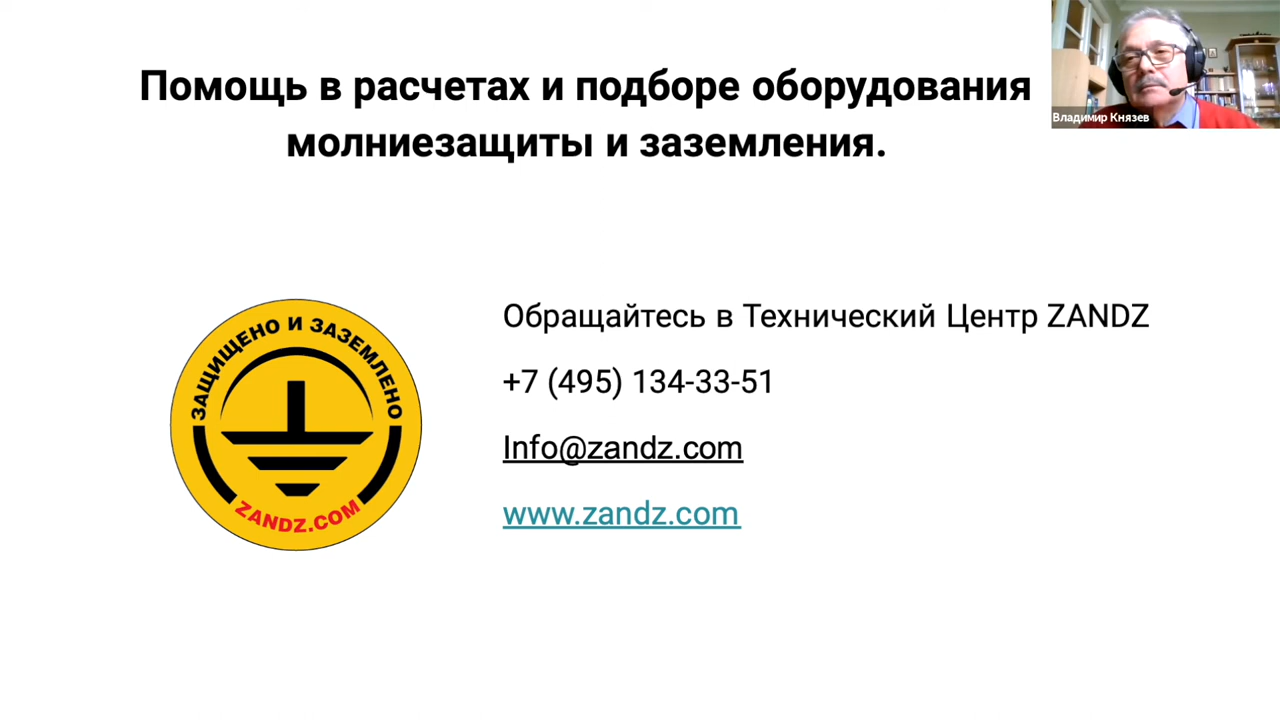 Помощь в расчетах и подборе оборудования
молниезащиты и заземления.
Владимир Князев
ЗАЩИЩЕНО И ЗАЗЕМЛЕНО
ZANDZ.COM
Обращайтесь в Технический Центр ZANDZ
+7 (495) 134-33-51
Info@zandz.com
www.zandz.com